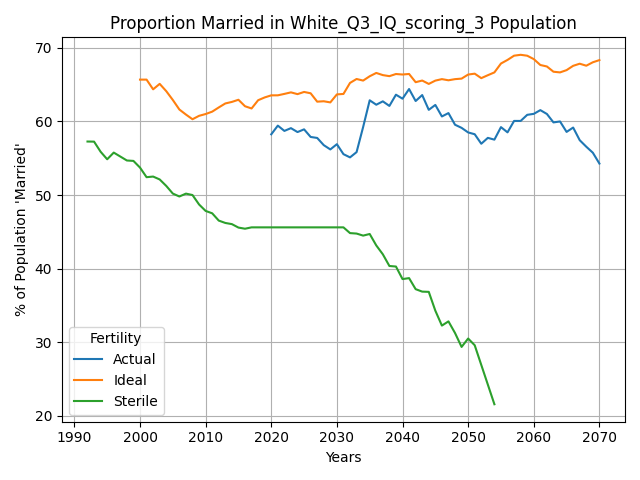 Proportion Married in White_Q3_IQ_scoring_3 Population
% of Population 'Married'
70
60
50
40
30
20
Fertility
Actual
Ideal
Sterile
1990 2000 2010 2020 2030 2040 2050 2060 2070
Years